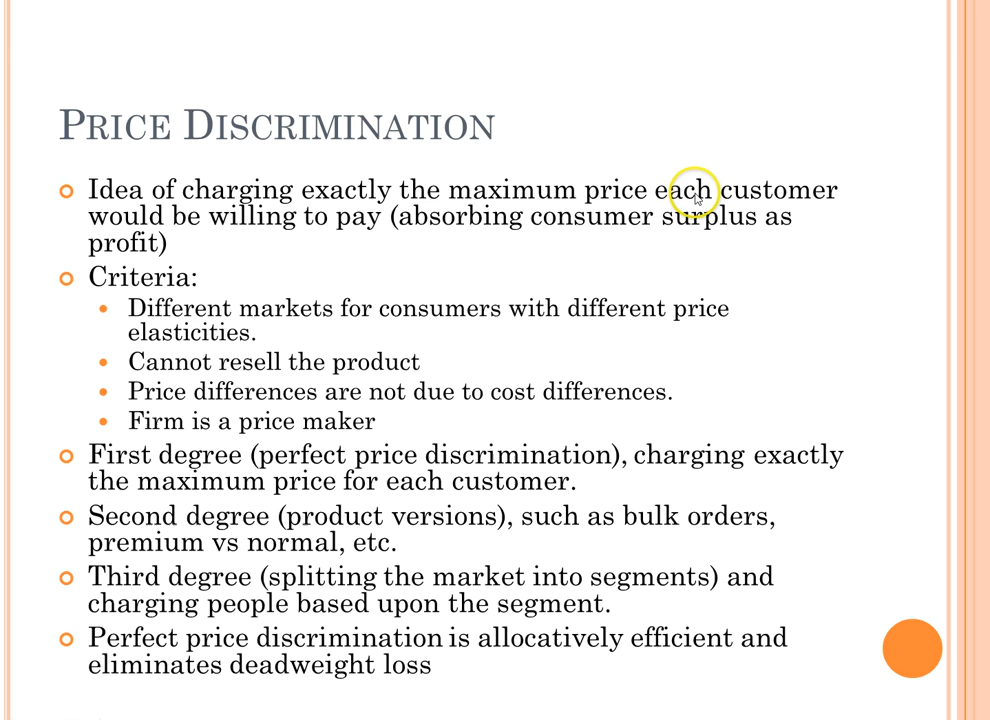 PRICE DISCRIMINATION
Idea of charging exactly the maximum price each customer
would be willing to pay (absorbing consumer surplus as
profit)
Criteria:
Different markets for consumers with different price
elasticities.
Cannot resell the product
Price differences are not due to cost differences.
Firm is a price maker
First degree (perfect price discrimination), charging exactly
the maximum price for each customer.
Second degree (product versions), such as bulk orders,
premium vs normal, etc.
Third degree (splitting the market into segments) and
charging people based upon the segment.
Perfect price discrimination is allocatively efficient and
eliminates deadweight loss